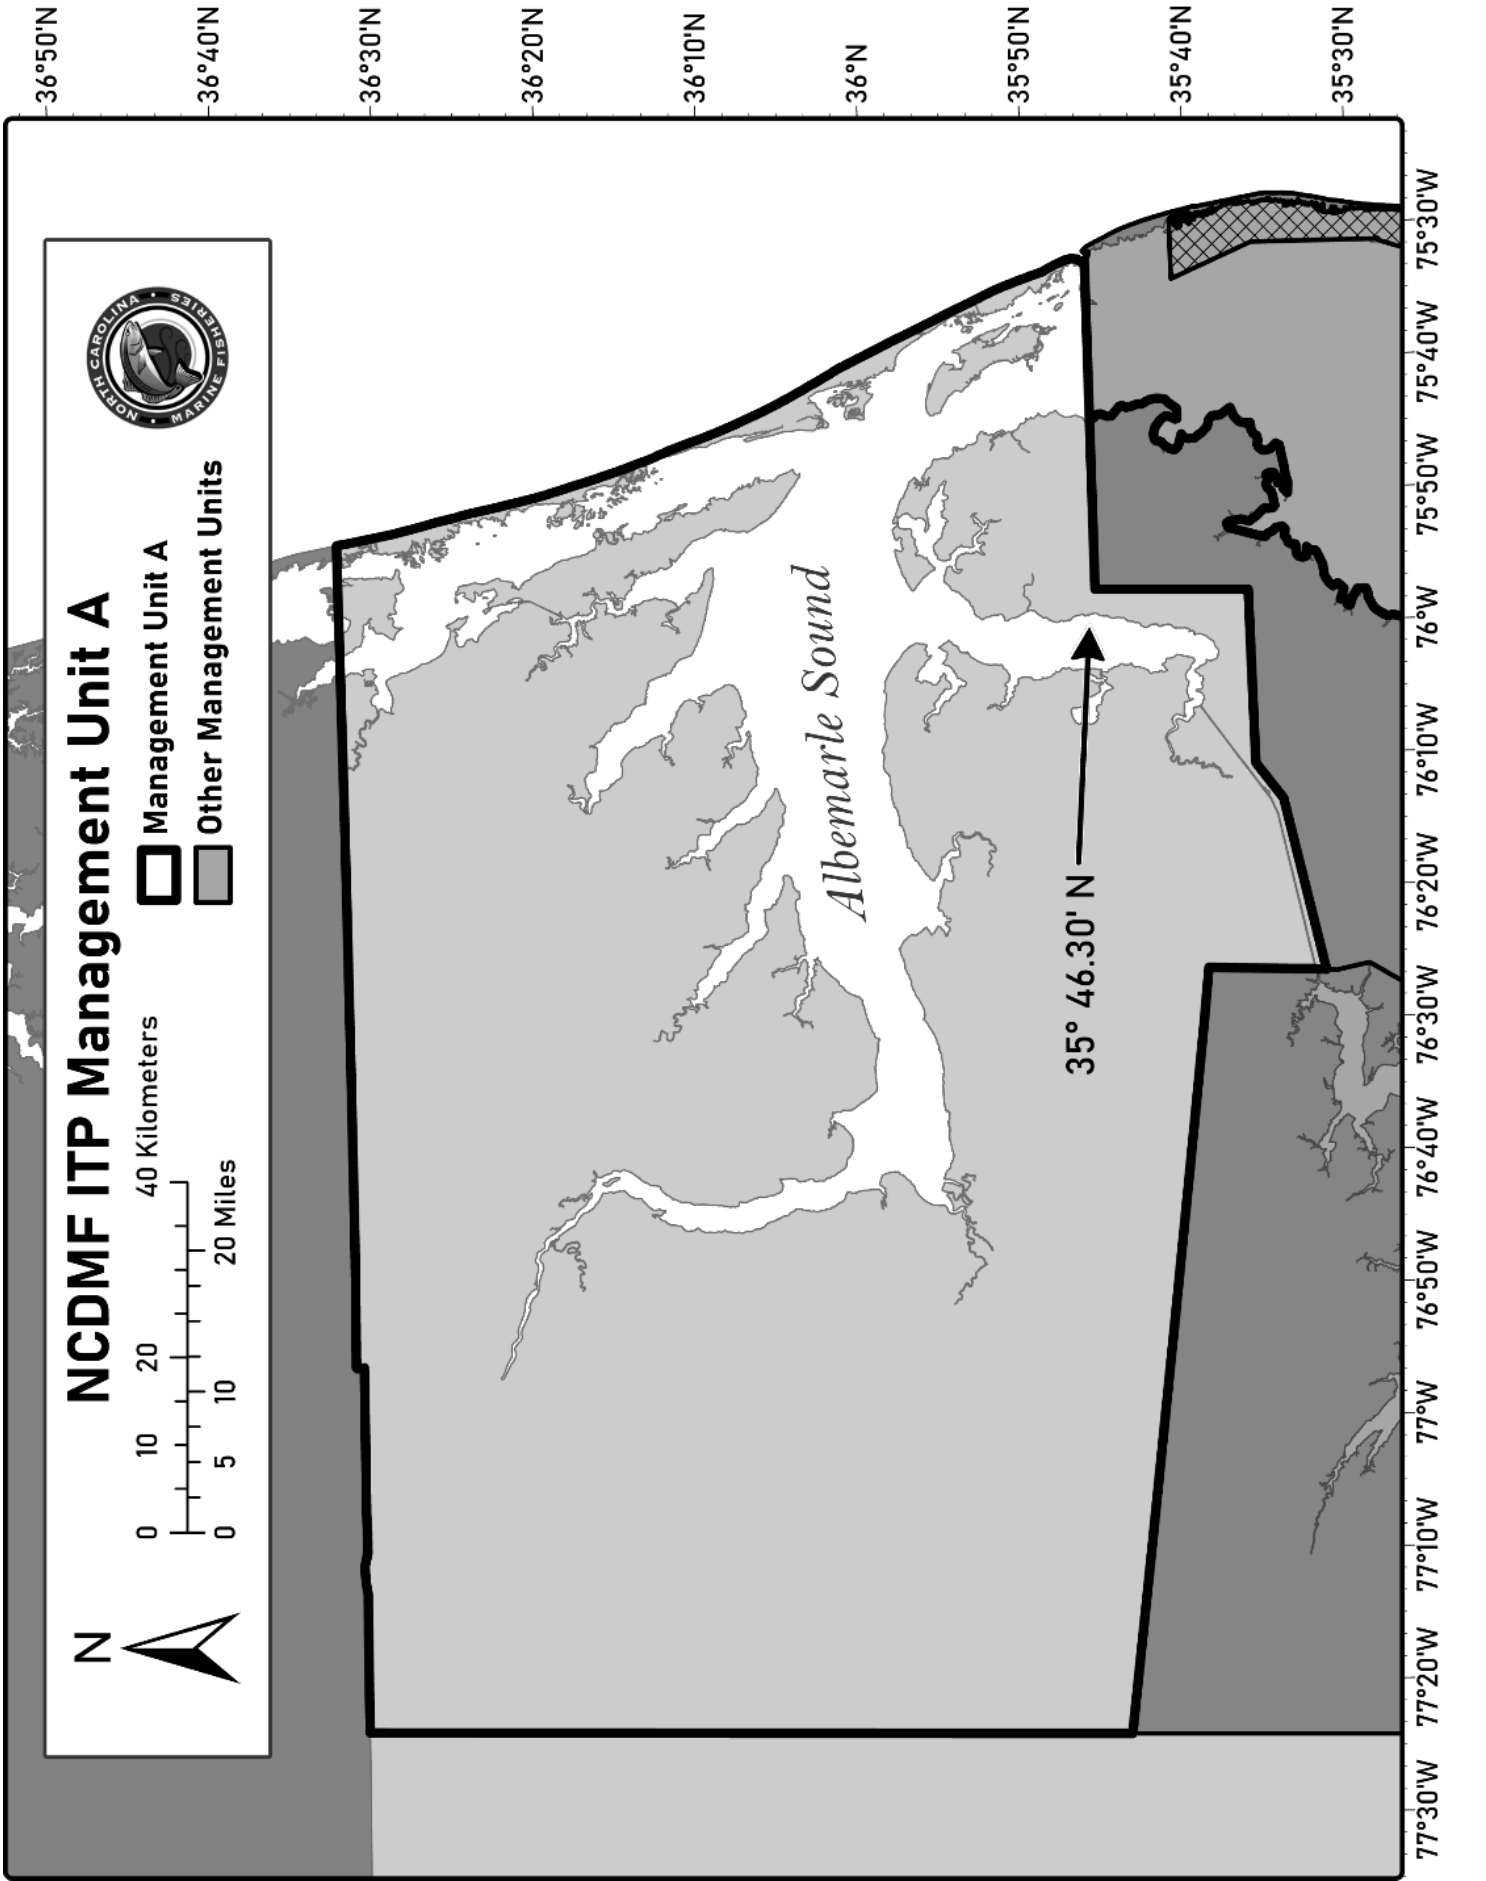 NCDMF ITP Management Unit A
N
0 10 20 40 Kilometers
0 5 10 20 Miles
Management Unit A
Other Management Units
NORTH CAROLINA
MARINE FISHERIES
36°50'N
36°40'N
36°30'N
36°20'N
36°10'N
36°N
35°50'N
35°40'N
35°30'N
Albemarle Sound
35° 46.30' N
77°30'W
77°20'W
77°10'W
77°W
76°50'W
76°40'W
76°30'W
76°20'W
76°10'W
76°W
75°50'W
75°40'W
75°30'W